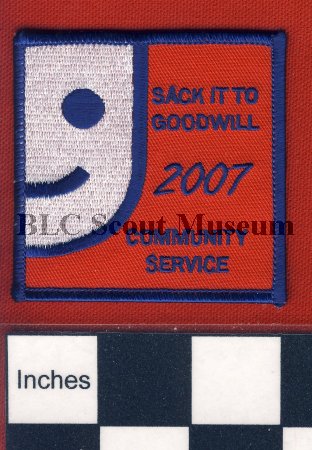 SACK IT TO
GOODWILL
2007
BLC Scout Museum
COMMUNITY
SERVICE
Inches